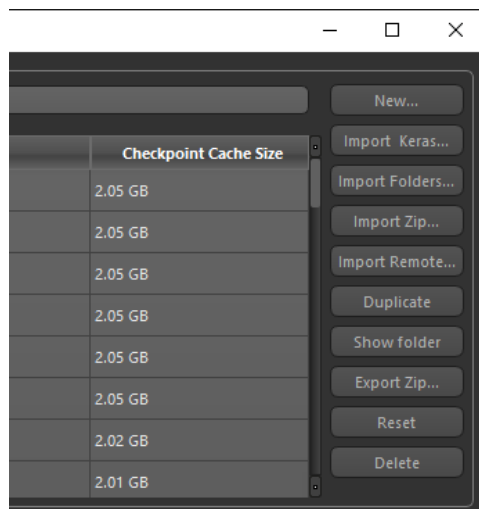 New...
Checkpoint Cache Size
Import Keras...
2.05 GB
Import Folders...
2.05 GB
Import Zip...
2.05 GB
Import Remote...
2.05 GB
Duplicate
2.05 GB
Show folder
2.05 GB
Export Zip...
2.02 GB
Reset
2.01 GB
Delete